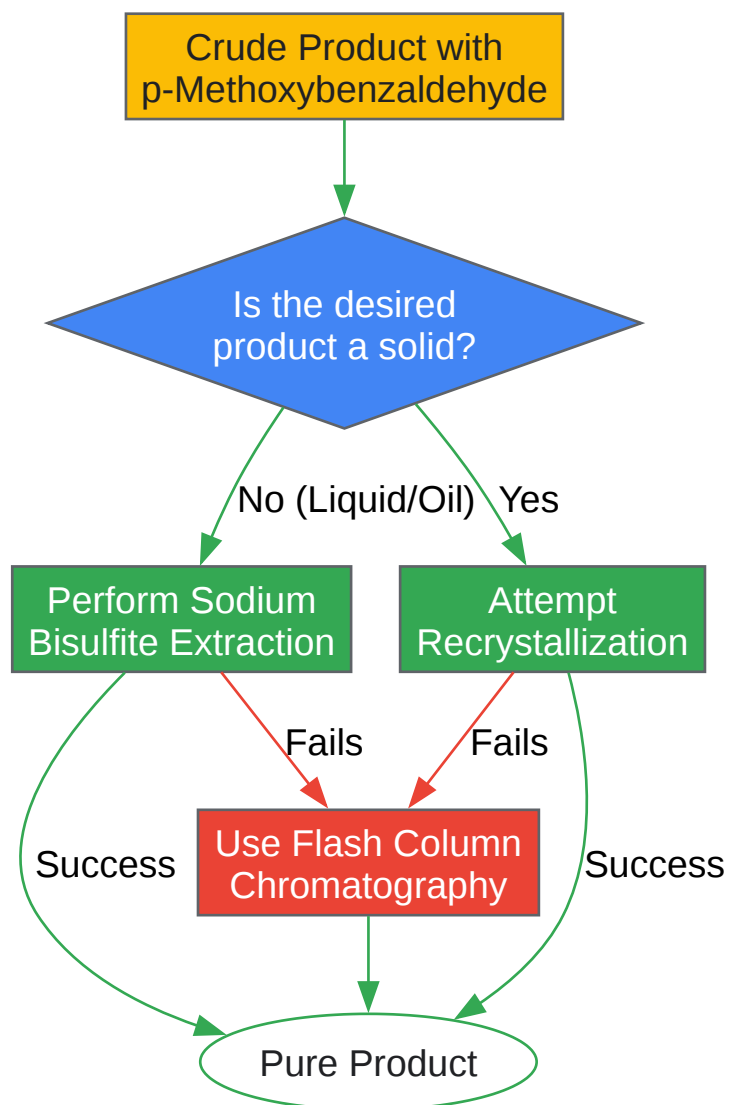 Crude Product with
p-Methoxybenzaldehyde
Is the desired
product a solid?
No (Liquid/Oil)
Yes
Perform Sodium
Bisulfite Extraction
Attempt
Recrystallization
Fails
Fails
Use Flash Column
Chromatography
Success
Success
Pure Product